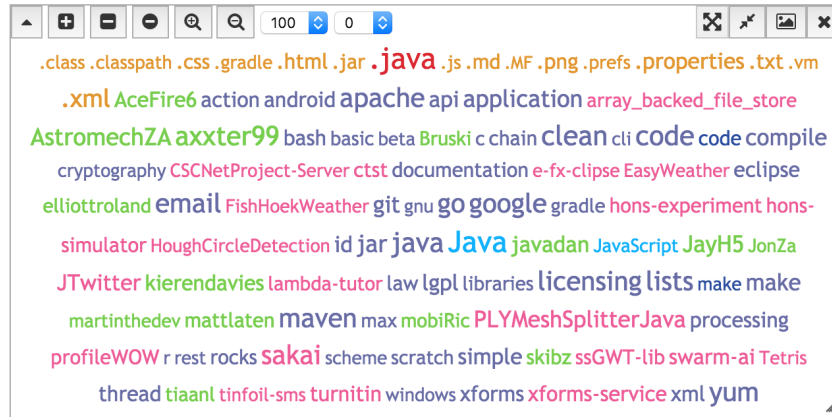 100 0
.class .classpath .css .gradle .html .jar .java .js .md .MF .png .prefs .properties .txt .vm
.xml AceFire6 action android apache api application array_backed_file_store
AstromechZA axxter99 bash basic beta Bruski c chain clean cli code code compile
cryptography CSCNetProject-Server ctst documentation e-fx-clipse EasyWeather eclipse
elliottroland email FishHoekWeather git gnu go google gradle hons-experiment hons-
simulator HoughCircleDetection id jar java Java javadan JavaScript JayH5 JonZa
JTwitter kierendavies lambda-tutor law lgpl libraries licensing lists make make
martinthedev mattlaten maven max mobiRic PLYMeshSplitterJava processing
profileWOW r rest rocks sakai scheme scratch simple skibz ssGWT-lib swarm-ai Tetris
thread tiaanl tinfoil-sms turnitin windows xforms xforms-service xml yum